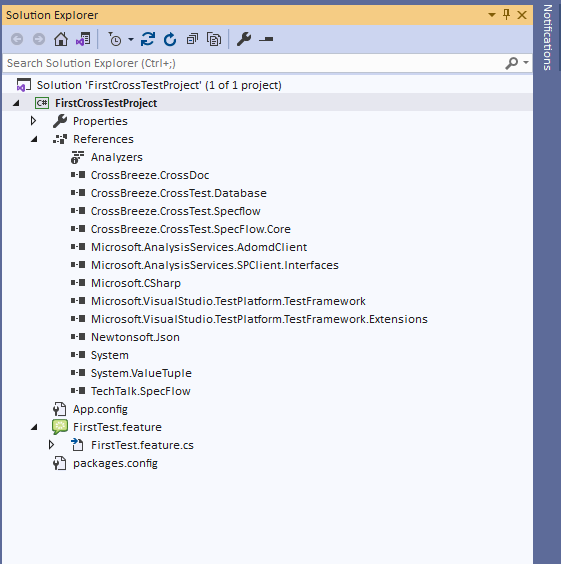 Solution Explorer
Search Solution Explorer (Ctrl+;)
Solution 'FirstCrossTestProject' (1 of 1 project)
C# FirstCrossTestProject
Properties
References
Analyzers
CrossBreeze.CrossDoc
CrossBreeze.CrossTest.Database
CrossBreeze.CrossTest.Specflow
CrossBreeze.CrossTest.SpecFlow.Core
Microsoft.AnalysisServices.AdomdClient
Microsoft.AnalysisServices.SPClient.Interfaces
Microsoft.CSharp
Microsoft.VisualStudio.TestPlatform.TestFramework
Microsoft.VisualStudio.TestPlatform.TestFramework.Extensions
Newtonsoft.Json
System
System.ValueTuple
TechTalk.SpecFlow
App.config
FirstTest.feature
FirstTest.feature.cs
packages.config
Notifications